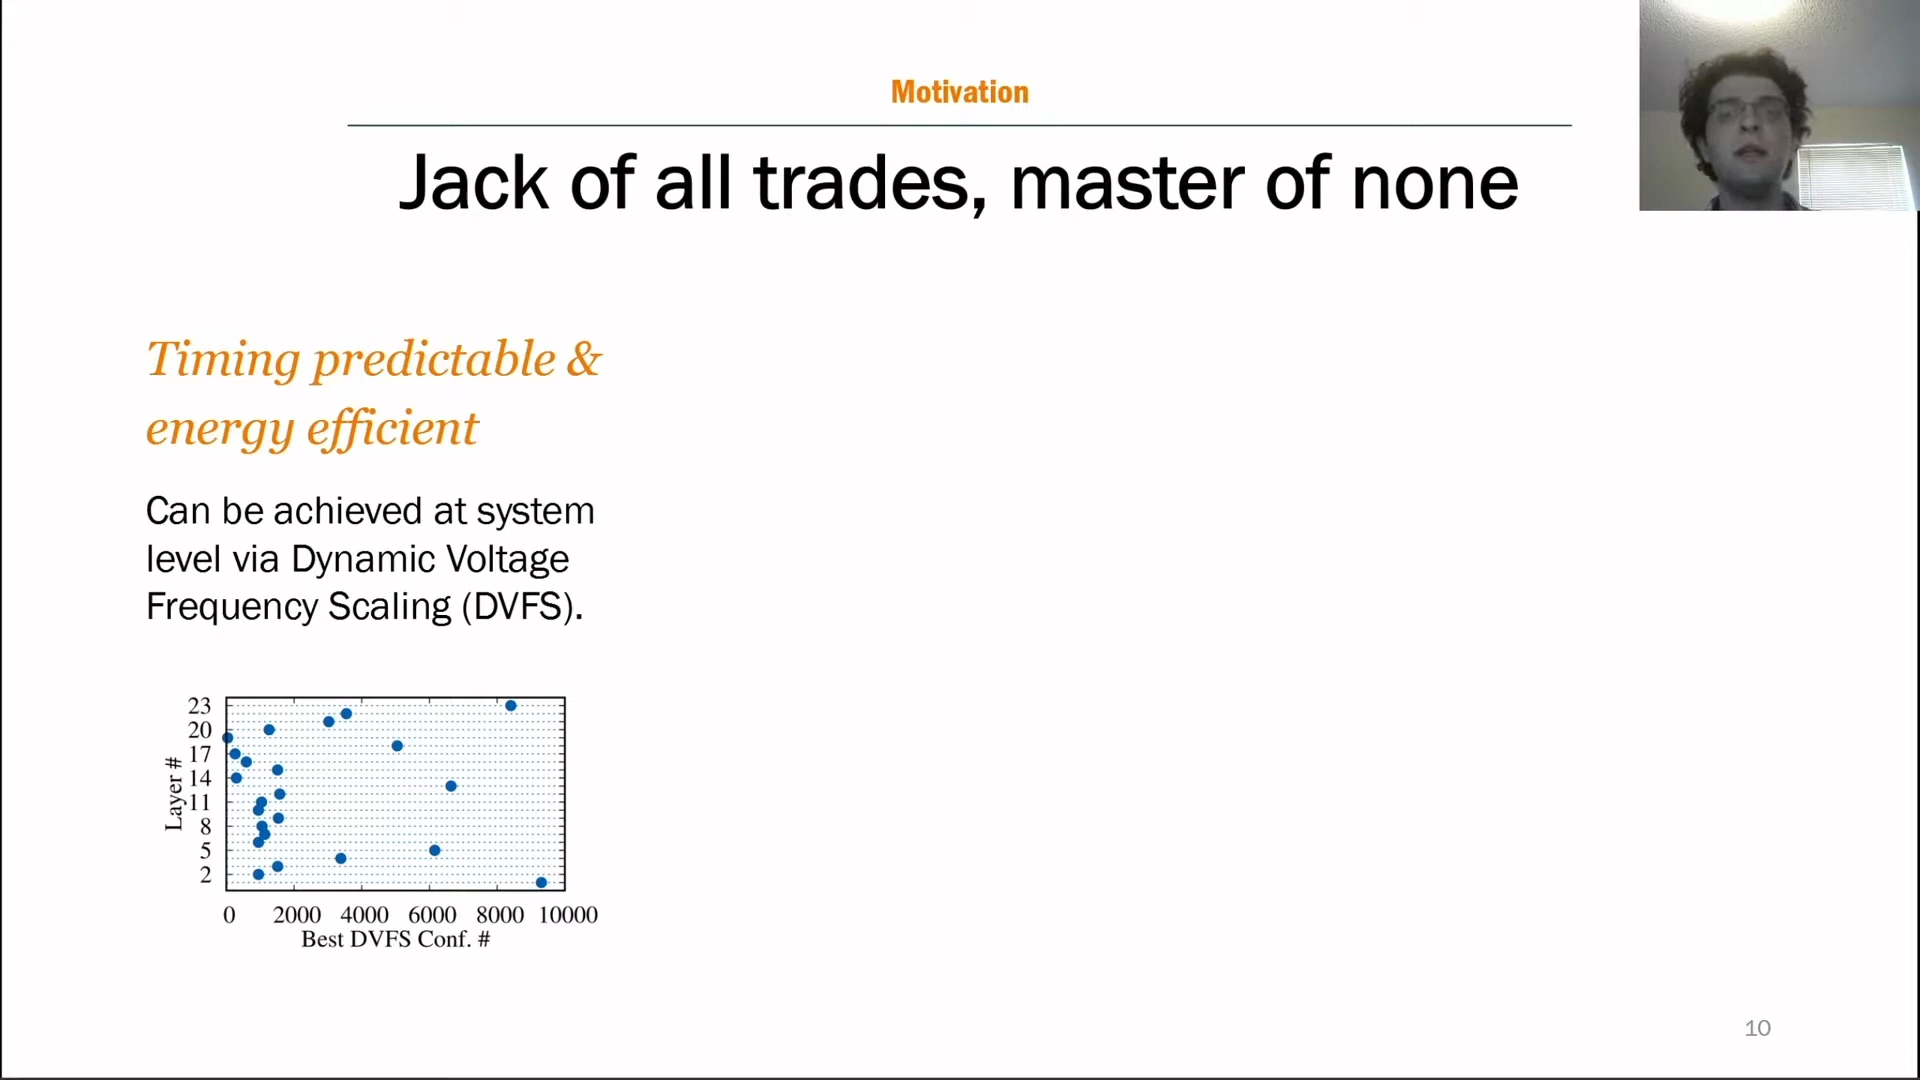 Motivation
Jack of all trades, master of none
Timing predictable &
energy efficient
Can be achieved at system
level via Dynamic Voltage
Frequency Scaling (DVFS).
Layer #
23
20
17
14
11
8
5
2
0 2000 4000 6000 8000 10000
Best DVFS Conf. #
10